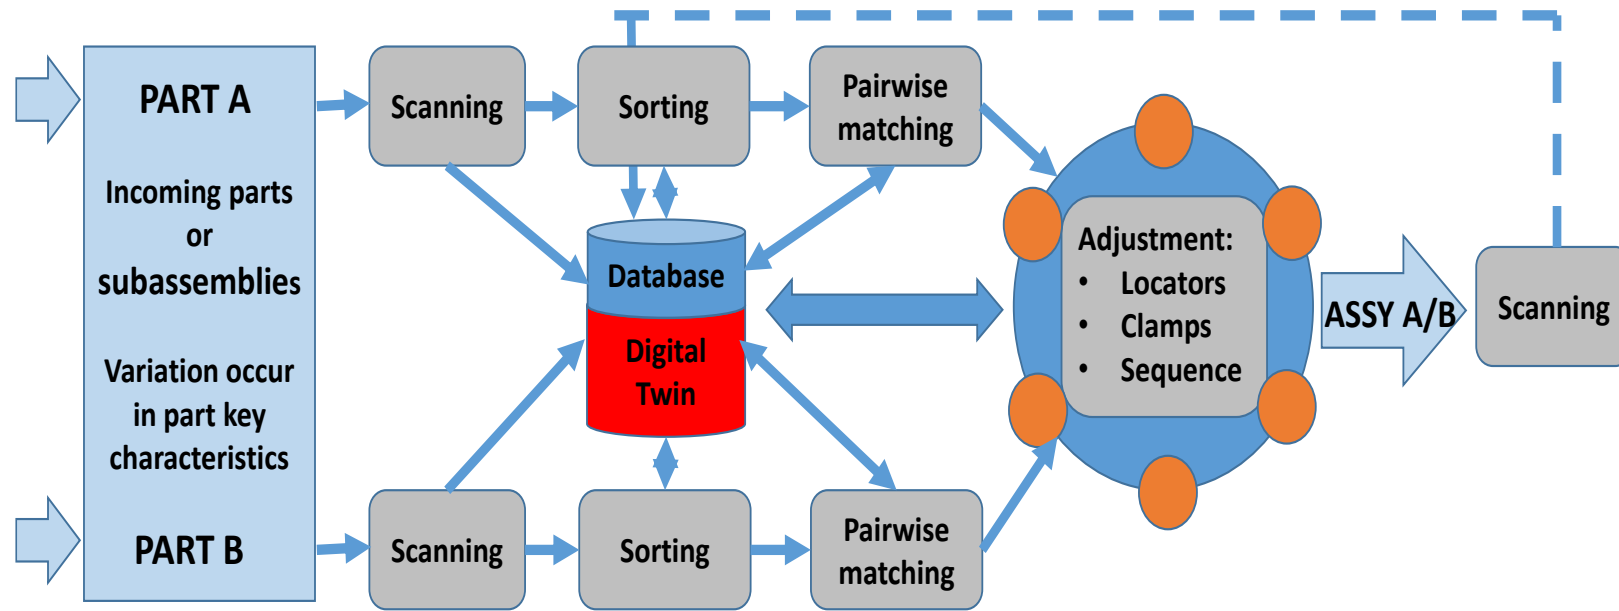 PART A
Incoming parts
or
subassemblies
Variation occur
in part key
characteristics
PART B
Scanning
Sorting
Pairwise
matching
Database
Digital
Twin
Scanning
Sorting
Pairwise
matching
Adjustment:
• Locators
• Clamps
• Sequence
ASSY A/B
Scanning